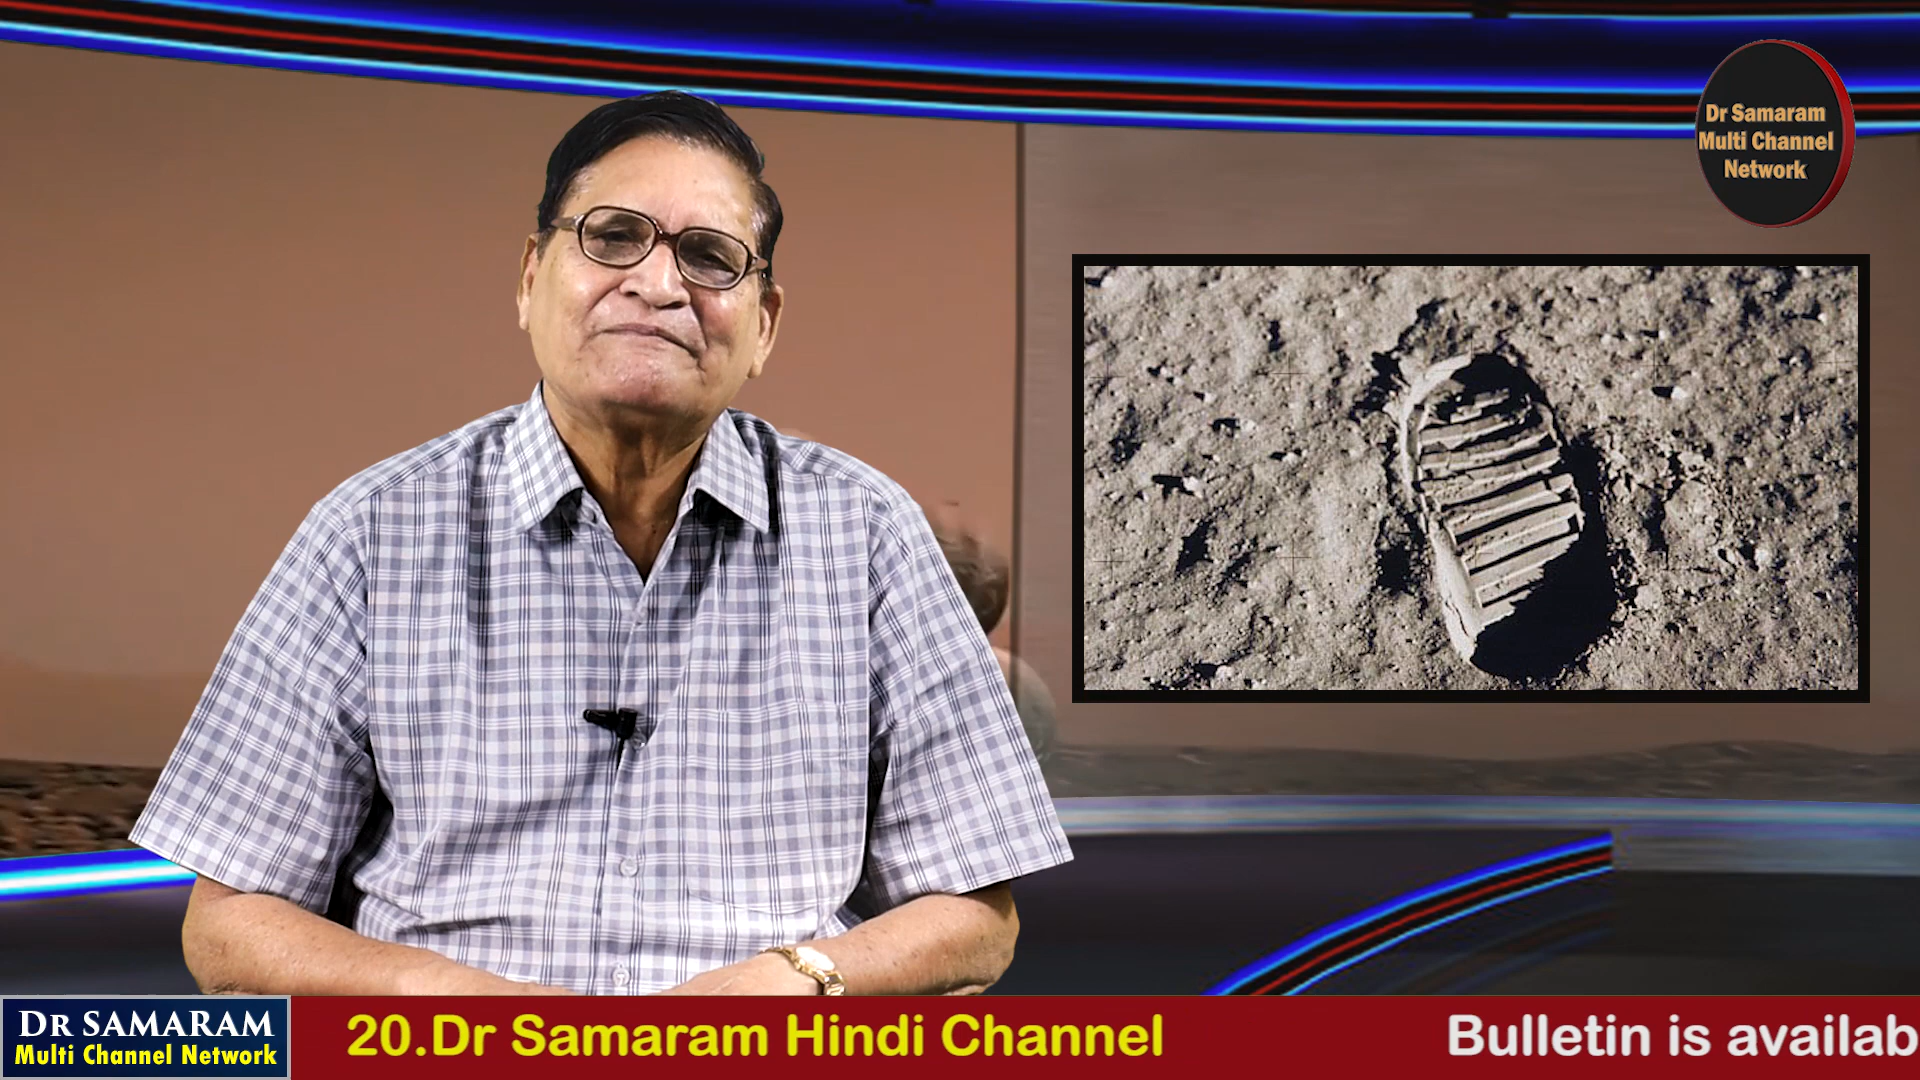 Dr Samaram
Multi Channel
Network
DR SAMARAM
Multi Channel Network
20.Dr Samaram Hindi Channel
Bulletin is availab